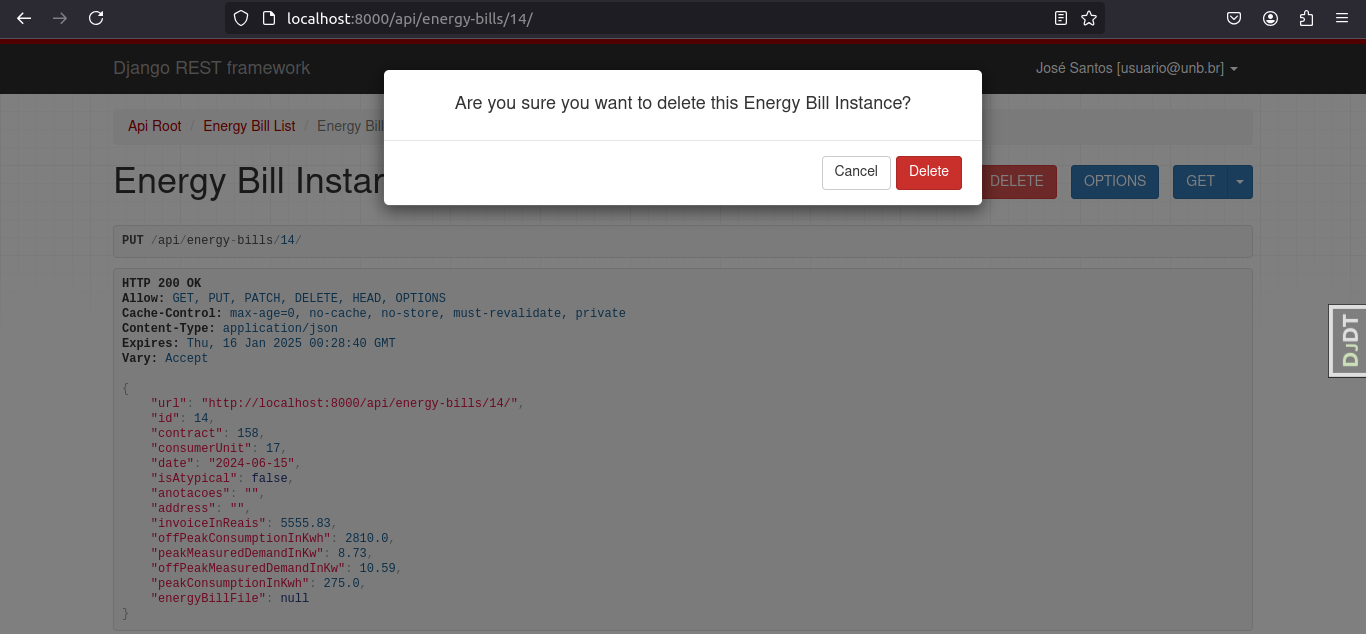 localhost:8000/api/energy-bills/14/
Django REST framework
José Santos [usuario@unb.br]
Are you sure you want to delete this Energy Bill Instance?
Cancel
Delete
Api Root / Energy Bill List / Energy Bill
Energy Bill Instan
DELETE
OPTIONS
GET
PUT /api/energy-bills/14/
HTTP 200 OK
Allow: GET, PUT, PATCH, DELETE, HEAD, OPTIONS
Cache-Control: max-age=0, no-cache, no-store, must-revalidate, private
Content-Type: application/json
Expires: Thu, 16 Jan 2025 00:28:40 GMT
Vary: Accept
{
"url": "http://localhost:8000/api/energy-bills/14/",
"id": 14,
"contract": 158,
"consumerUnit": 17,
"date": "2024-06-15",
"isAtypical": false,
"anotacoes": "",
"address": "",
"invoiceInReais": 5555.83,
"offPeakConsumptionInKwh": 2810.0,
"peakMeasuredDemandInKw": 8.73,
"offPeakMeasuredDemandInKw": 10.59,
"peakConsumptionInKwh": 275.0,
"energyBillFile": null
}
DJDT